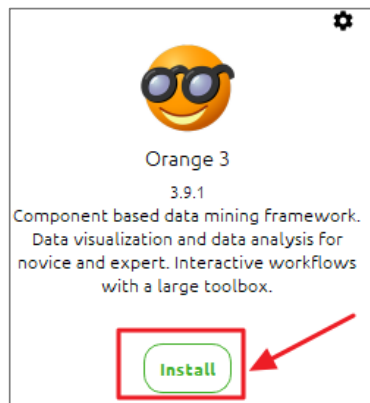 Orange 3
3.9.1
Component based data mining framework.
Data visualization and data analysis for
novice and expert. Interactive workflows
with a large toolbox.
Install